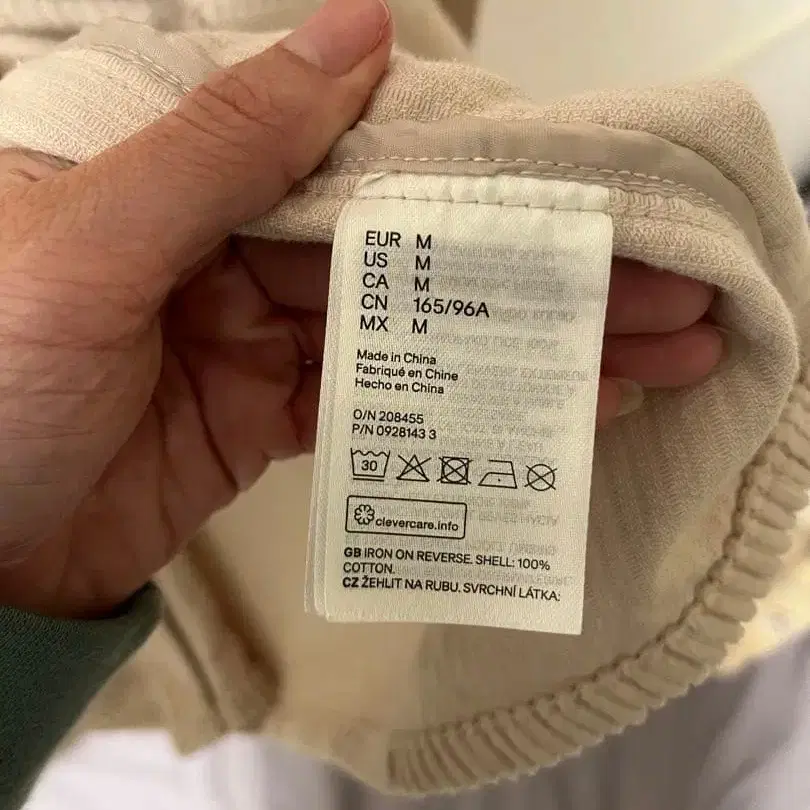 EUR M
US M
CA M
CN 165/96A
MX M
Made in China
Fabriqué en Chine
Hecho en China
O/N 208455
P/N 0928143 3
30
clevercare.info
GB IRON ON REVERSE. SHELL: 100%
COTTON.
CZ ŽEHLIT NA RUBU. SVRCHNÍ LÁTKA: